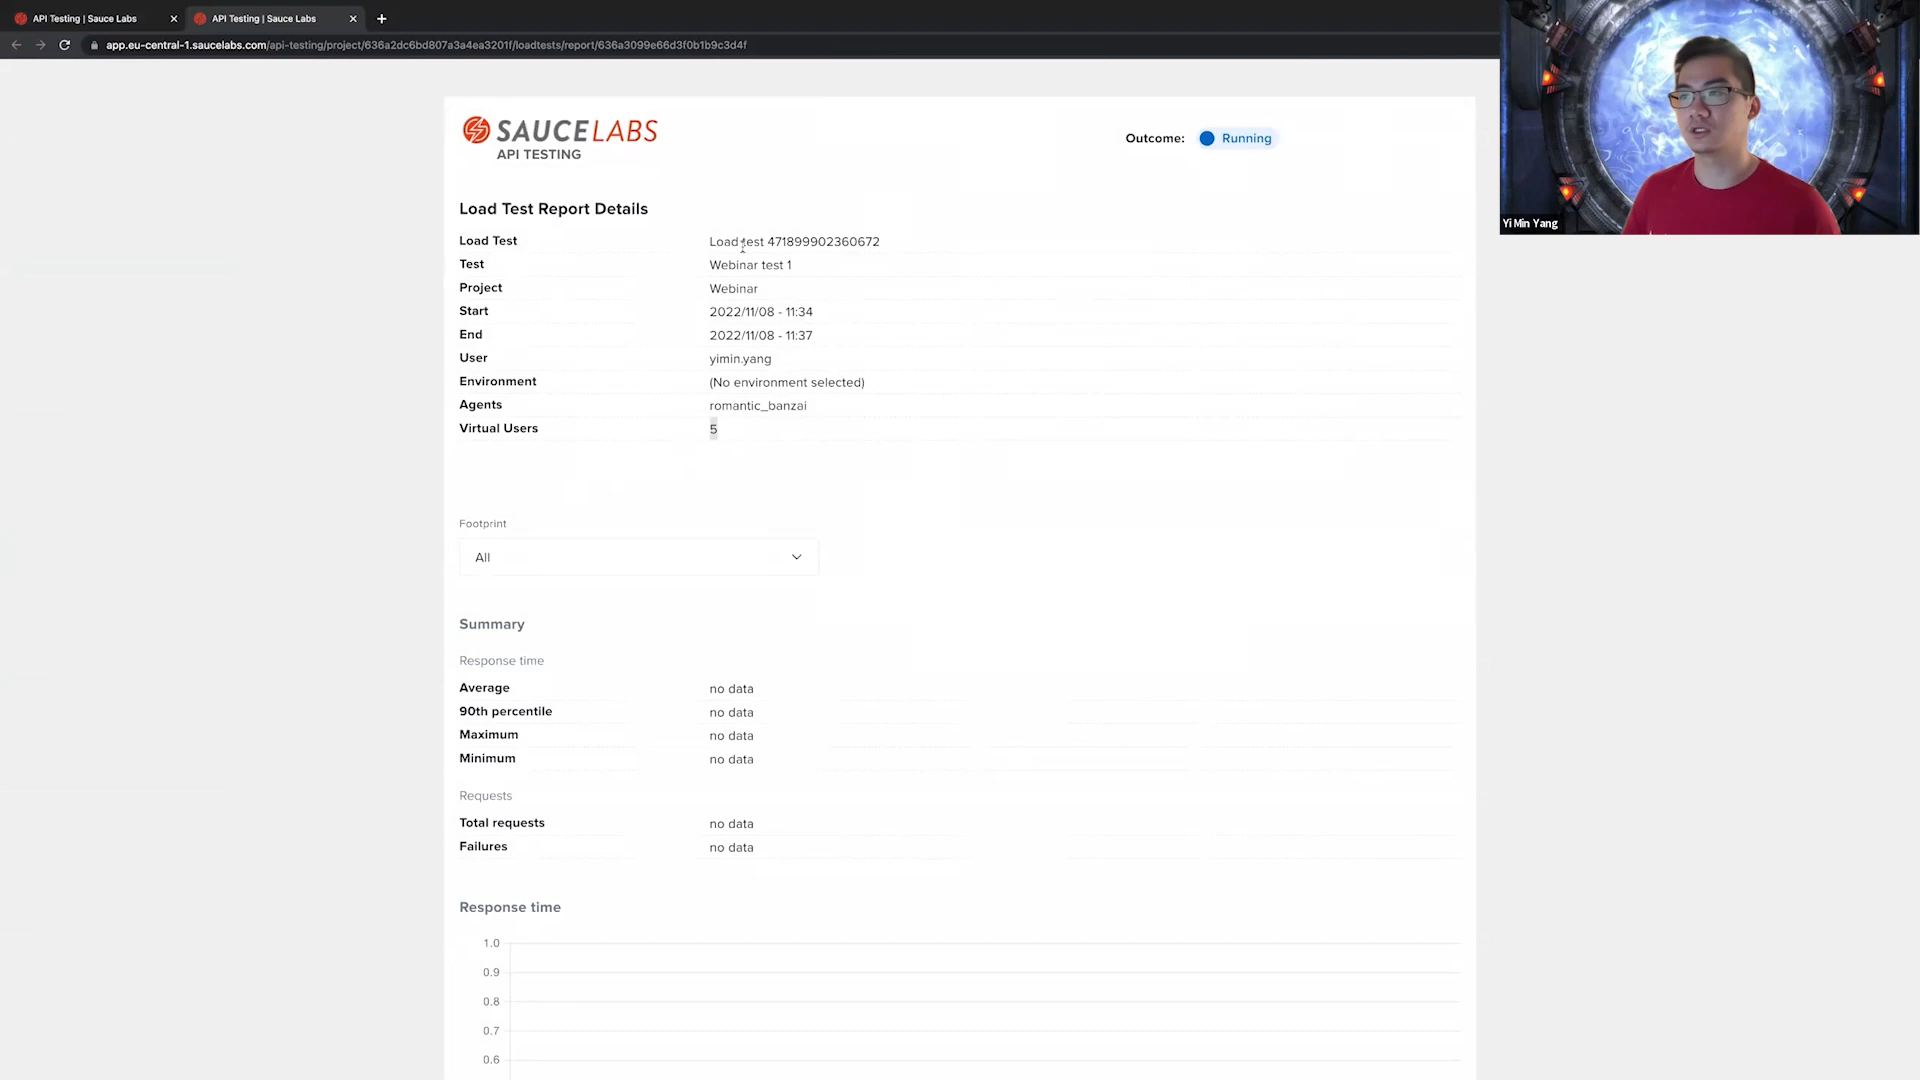 API Testing | Sauce Labs
API Testing | Sauce Labs
app.eu-central-1.saucelabs.com/api-testing/project/636a2dc6bd807a3a4ea3201f/loadtests/report/636a3099e66d3f0b1b9c3d4f
SAUCELABS
API TESTING
Outcome: Running
Yi Min Yang
Load Test Report Details
Load Test Load test 471899902360672
Test Webinar test 1
Project Webinar
Start 2022/11/08 - 11:34
End 2022/11/08 - 11:37
User yimin.yang
Environment (No environment selected)
Agents romantic_banzai
Virtual Users 5
Footprint
All
Summary
Response time
Average no data
90th percentile no data
Maximum no data
Minimum no data
Requests
Total requests no data
Failures no data
Response time
1.0
0.9
0.8
0.7
0.6